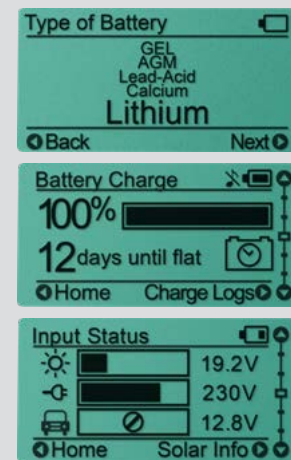 Type of Battery
GEL
AGM
Lead-Acid
Calcium
Lithium
Back Next
Battery Charge
100%
12 days until flat
Home Charge Logs
Input Status
19.2V
230V
12.8V
Home Solar Info